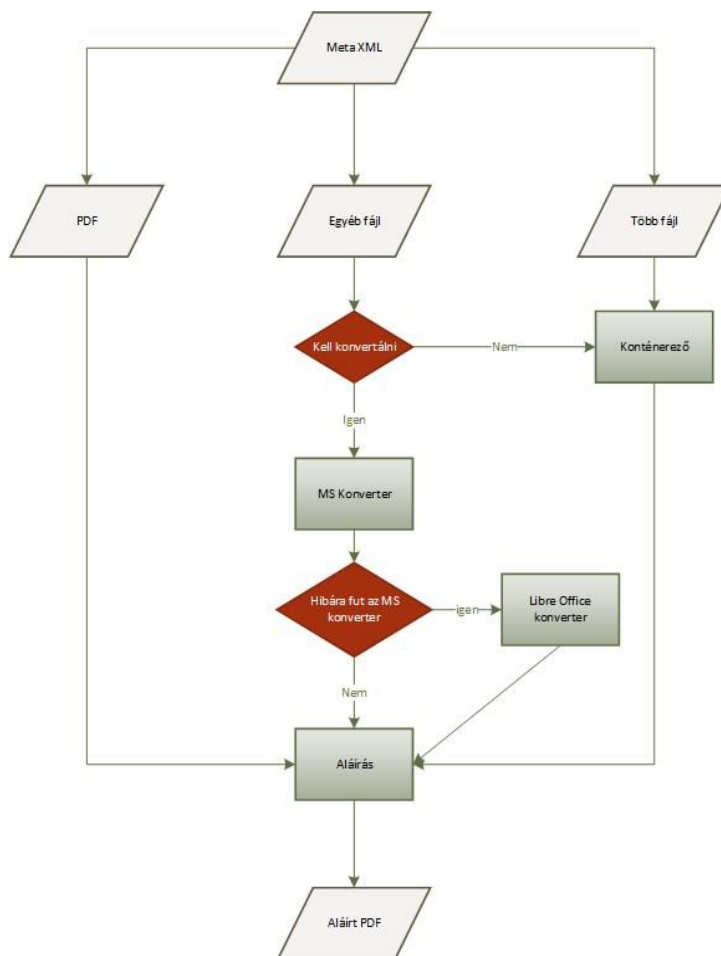 Meta XML
PDF
Egyéb fájl
Több fájl
Kell konvertálni
Nem
Konténerező
Igen
MS Konverter
Hibára fut az MS
konverter
igen
Libre Office
konverter
Nem
Aláírás
Aláírt PDF